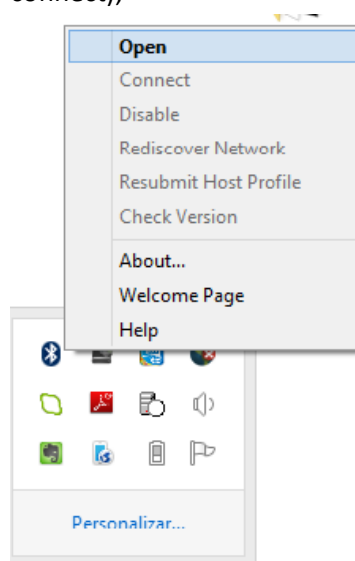 Open
Connect
Disable
Rediscover Network
Resubmit Host Profile
Check Version
About...
Welcome Page
Help
Personalizar...